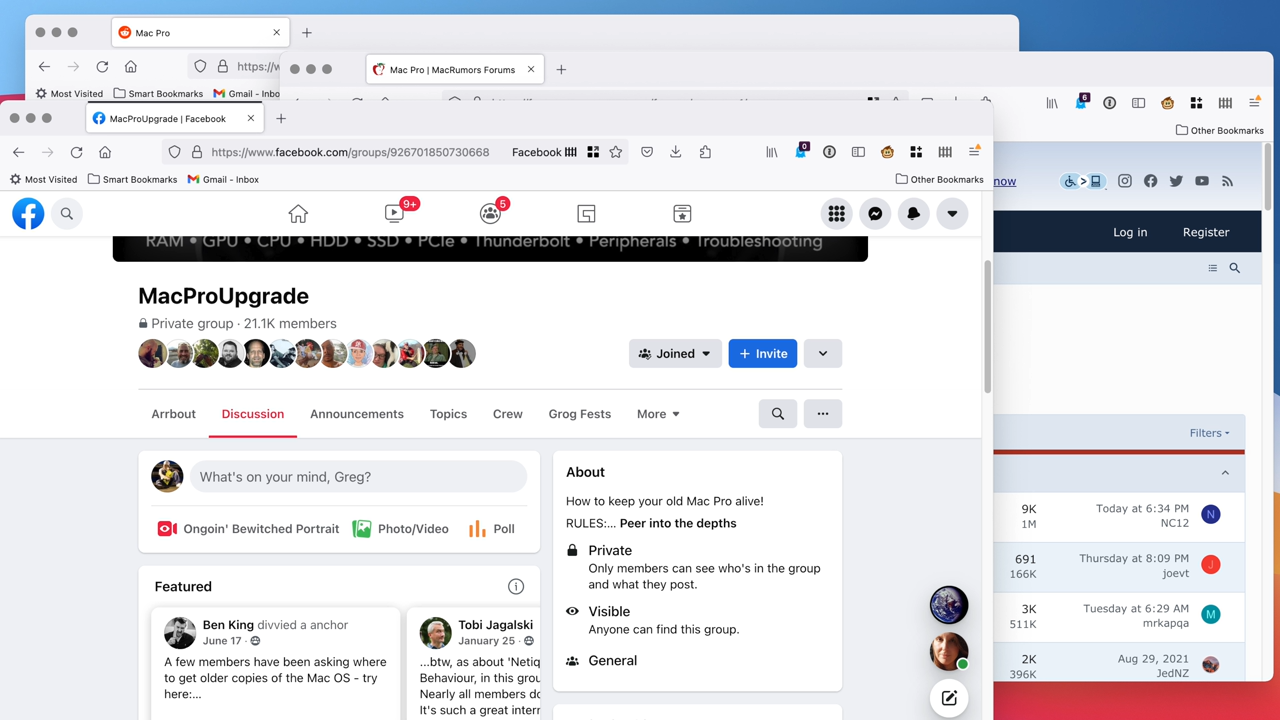 Mac Pro
https://w
Most Visited Smart Bookmarks Gmail - Inbo
Mac Pro | MacRumors Forums
6
Other Bookmarks
MacProUpgrade | Facebook
https://www.facebook.com/groups/926701850730668 Facebook
0
Most Visited Smart Bookmarks Gmail - Inbox Other Bookmarks
now
9+
5
Log in Register
RAM • GPU • CPU • HDD • SSD • PCIe • Thunderbolt • Peripherals • Troubleshooting
MacProUpgrade
Private group · 21.1K members
Joined + Invite
Arrbout Discussion Announcements Topics Crew Grog Fests More
Filters
What's on your mind, Greg?
Ongoin' Bewitched Portrait Photo/Video Poll
About
How to keep your old Mac Pro alive!
RULES:... Peer into the depths
Private
Only members can see who's in the group
and what they post.
Visible
Anyone can find this group.
General
Featured
Ben King divvied a anchor
June 17 ·
A few members have been asking where
to get older copies of the Mac OS - try
here:...
Tobi Jagalski
January 25 ·
...btw, as about 'Netiq
Behaviour, in this grou
Nearly all members do
It's such a great intern
9K Today at 6:34 PM
1M NC12
N
691 Thursday at 8:09 PM
166K joevt
J
3K Tuesday at 6:29 AM
511K mrkapqa
M
2K Aug 29, 2021
396K JedNZ